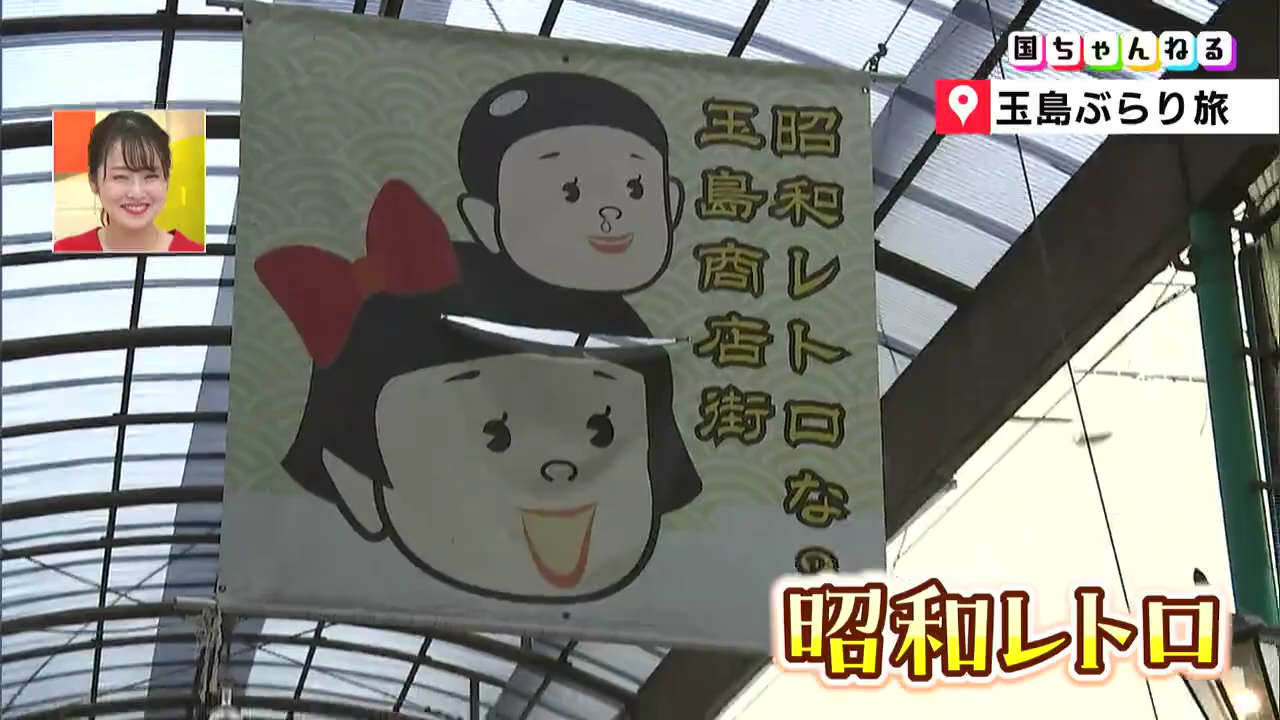 国ちゃんねる
玉島ぶらり旅
昭和レトロなの
玉島商店街
昭和レトロ